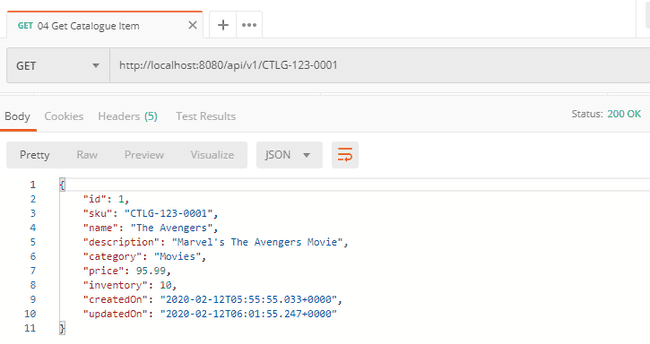 GET 04 Get Catalogue Item
GET http://localhost:8080/api/v1/CTLG-123-0001
Body Cookies Headers (5) Test Results Status: 200 OK
Pretty Raw Preview Visualize JSON
1 {
2 "id": 1,
3 "sku": "CTLG-123-0001",
4 "name": "The Avengers",
5 "description": "Marvel's The Avengers Movie",
6 "category": "Movies",
7 "price": 95.99,
8 "inventory": 10,
9 "createdOn": "2020-02-12T05:55:55.033+0000",
10 "updatedOn": "2020-02-12T06:01:55.247+0000"
11 }